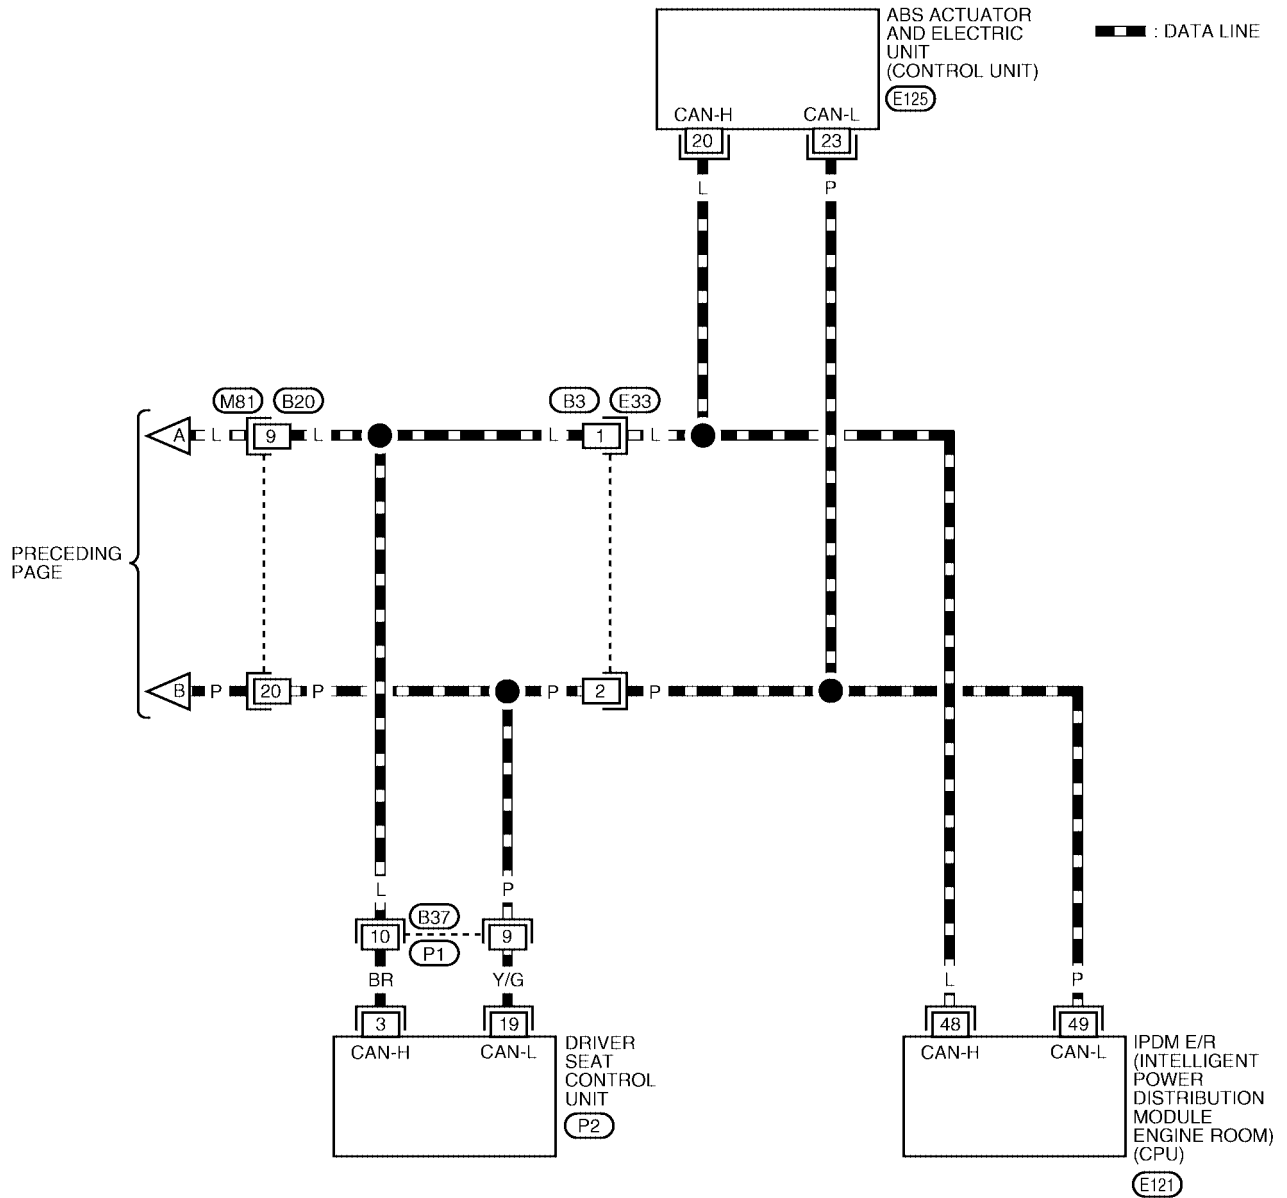 ABS ACTUATOR
AND ELECTRIC
UNIT
(CONTROL UNIT)
E125
: DATA LINE
CAN-H
CAN-L
20
23
L
P
M81
B20
B3
E33
A
L
9
L
L
1
L
PRECEDING
PAGE
B
P
20
P
P
2
P
L
P
B37
10
9
P1
BR
Y/G
L
P
3
19
48
49
CAN-H
CAN-L
CAN-H
CAN-L
DRIVER
SEAT
CONTROL
UNIT
P2
IPDM E/R
(INTELLIGENT
POWER
DISTRIBUTION
MODULE
ENGINE ROOM)
(CPU)
E121